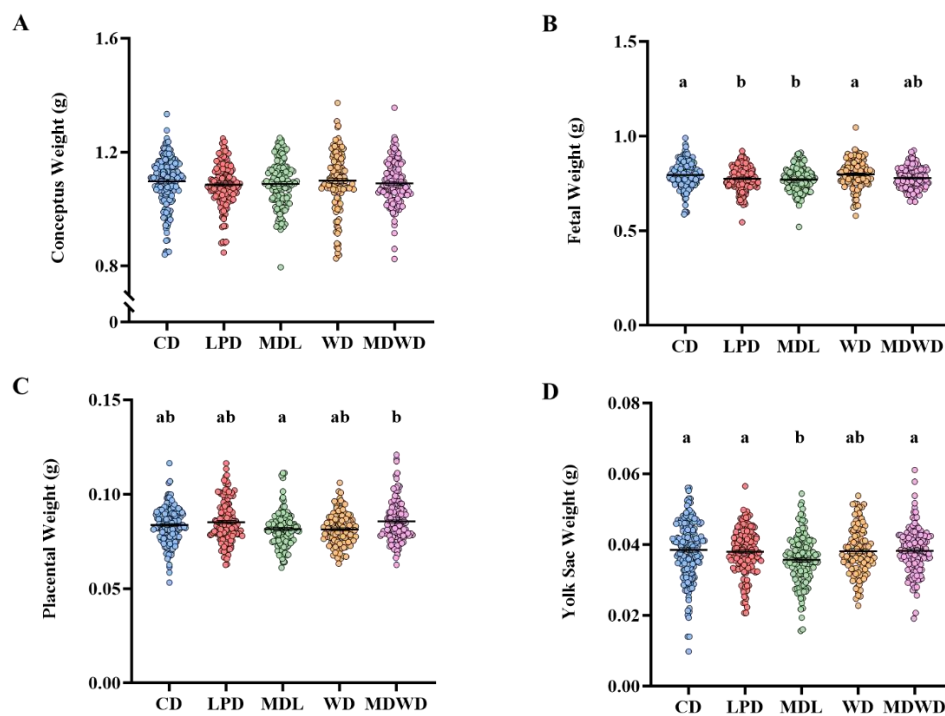 A
Conceptus Weight (g)
1.6
1.2
0.8
0
CD LPD MDL WD MDWD
B
Fetal Weight (g)
1.5
1.0
0.5
0.0
a b b a ab
CD LPD MDL WD MDWD
C
Placental Weight (g)
0.15
0.10
0.05
0.00
ab ab a ab b
CD LPD MDL WD MDWD
D
Yolk Sac Weight (g)
0.08
0.06
0.04
0.02
0.00
a a b ab a
CD LPD MDL WD MDWD